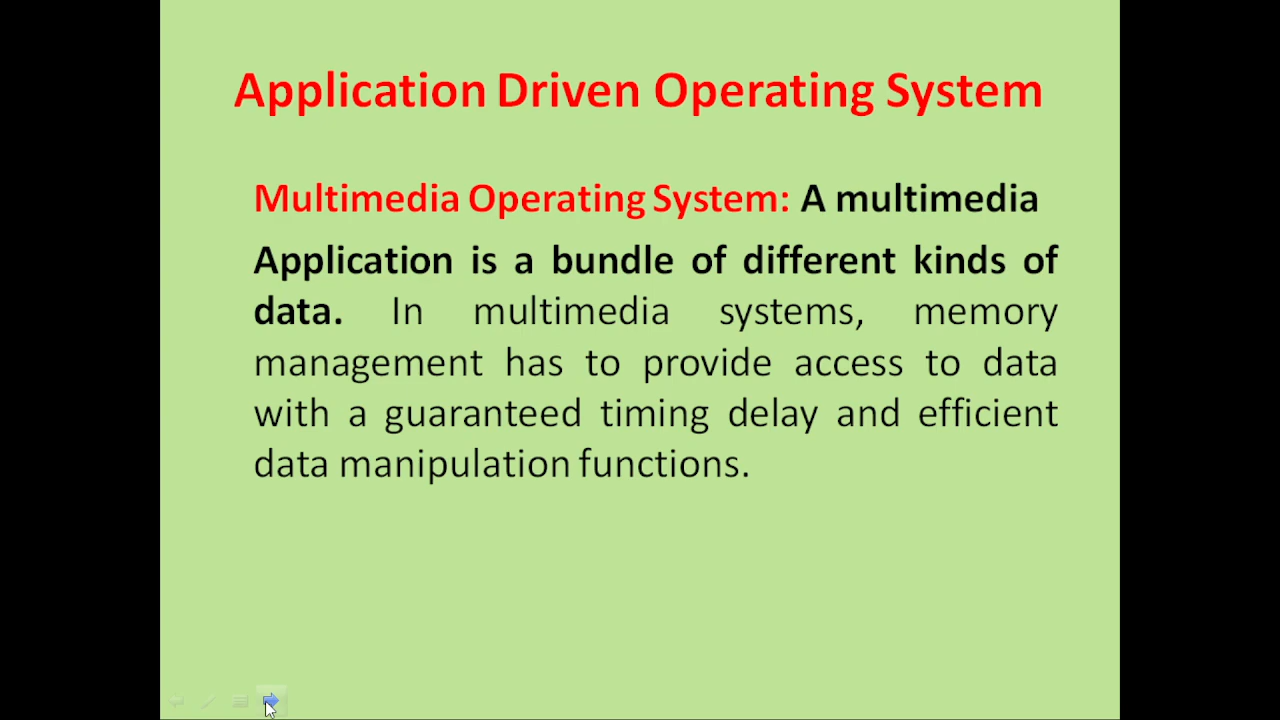 Application Driven Operating System
Multimedia Operating System: A multimedia
Application is a bundle of different kinds of
data. In multimedia systems, memory
management has to provide access to data
with a guaranteed timing delay and efficient
data manipulation functions.